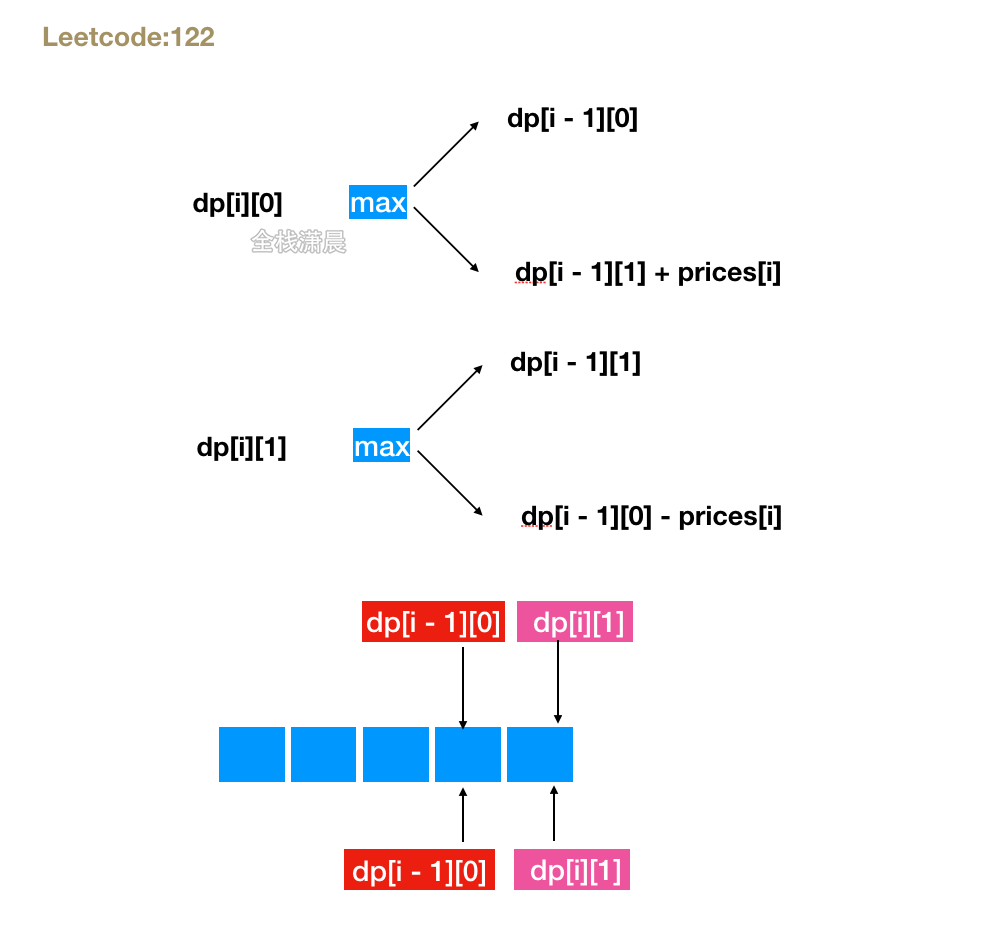 Leetcode:122
dp[i - 1][0]
dp[i][0]
max
全栈潇晨
dp[i - 1][1] + prices[i]
dp[i - 1][1]
dp[i][1]
max
dp[i - 1][0] - prices[i]
dp[i - 1][0]
dp[i][1]
dp[i - 1][0]
dp[i][1]